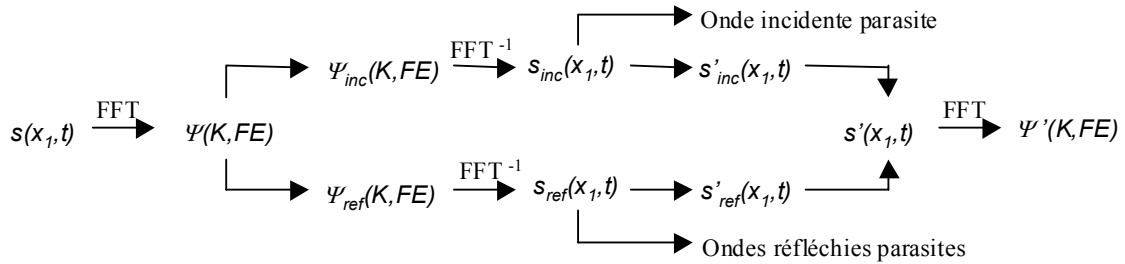 Onde incidente parasite
Ψinc(K,FE) FFT -1 sinc(x1,t) s'inc(x1,t)
s(x1,t) FFT Ψ(K,FE) s'(x1,t) FFT Ψ'(K,FE)
Ψref(K,FE) FFT -1 sref(x1,t) s'ref(x1,t)
Ondes réfléchies parasites